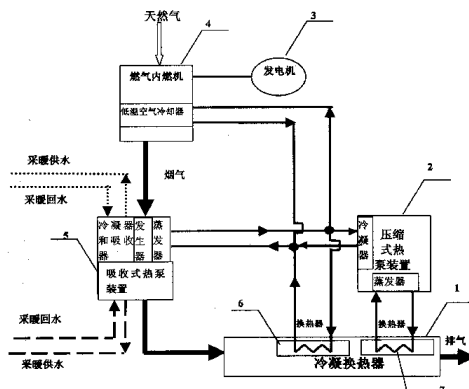 天然气
4
3
燃气内燃机
发电机
低温空气冷却器
采暖供水
烟气
采暖回水
2
冷凝器
和吸收
器
发生器
蒸发器
冷凝器
压缩
式热
泵装置
5
吸收式热泵
装置
蒸发器
1
采暖回水
6
换热器
换热器
排气
采暖供水
冷凝换热器
7